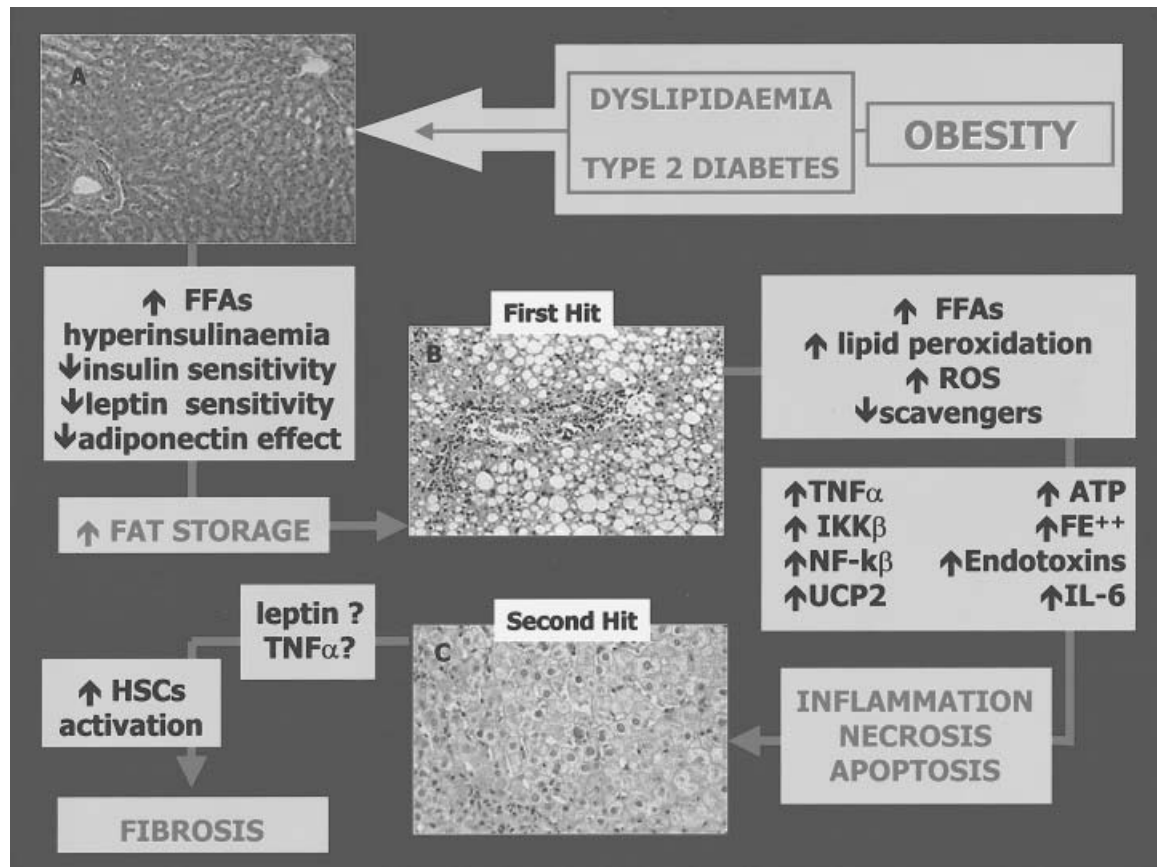 A
DYSLIPIDAEMIA
TYPE 2 DIABETES
OBESITY
↑ FFAs
hyperinsulinaemia
↓insulin sensitivity
↓leptin sensitivity
↓adiponectin effect
↑ FAT STORAGE
First Hit
B
↑ FFAs
↑ lipid peroxidation
↑ ROS
↓scavengers
↑TNFα ↑ ATP
↑ IKKβ ↑FE⁺⁺
↑NF-kβ ↑Endotoxins
↑UCP2 ↑IL-6
INFLAMMATION
NECROSIS
APOPTOSIS
Second Hit
C
leptin ?
TNFα?
↑ HSCs
activation
FIBROSIS